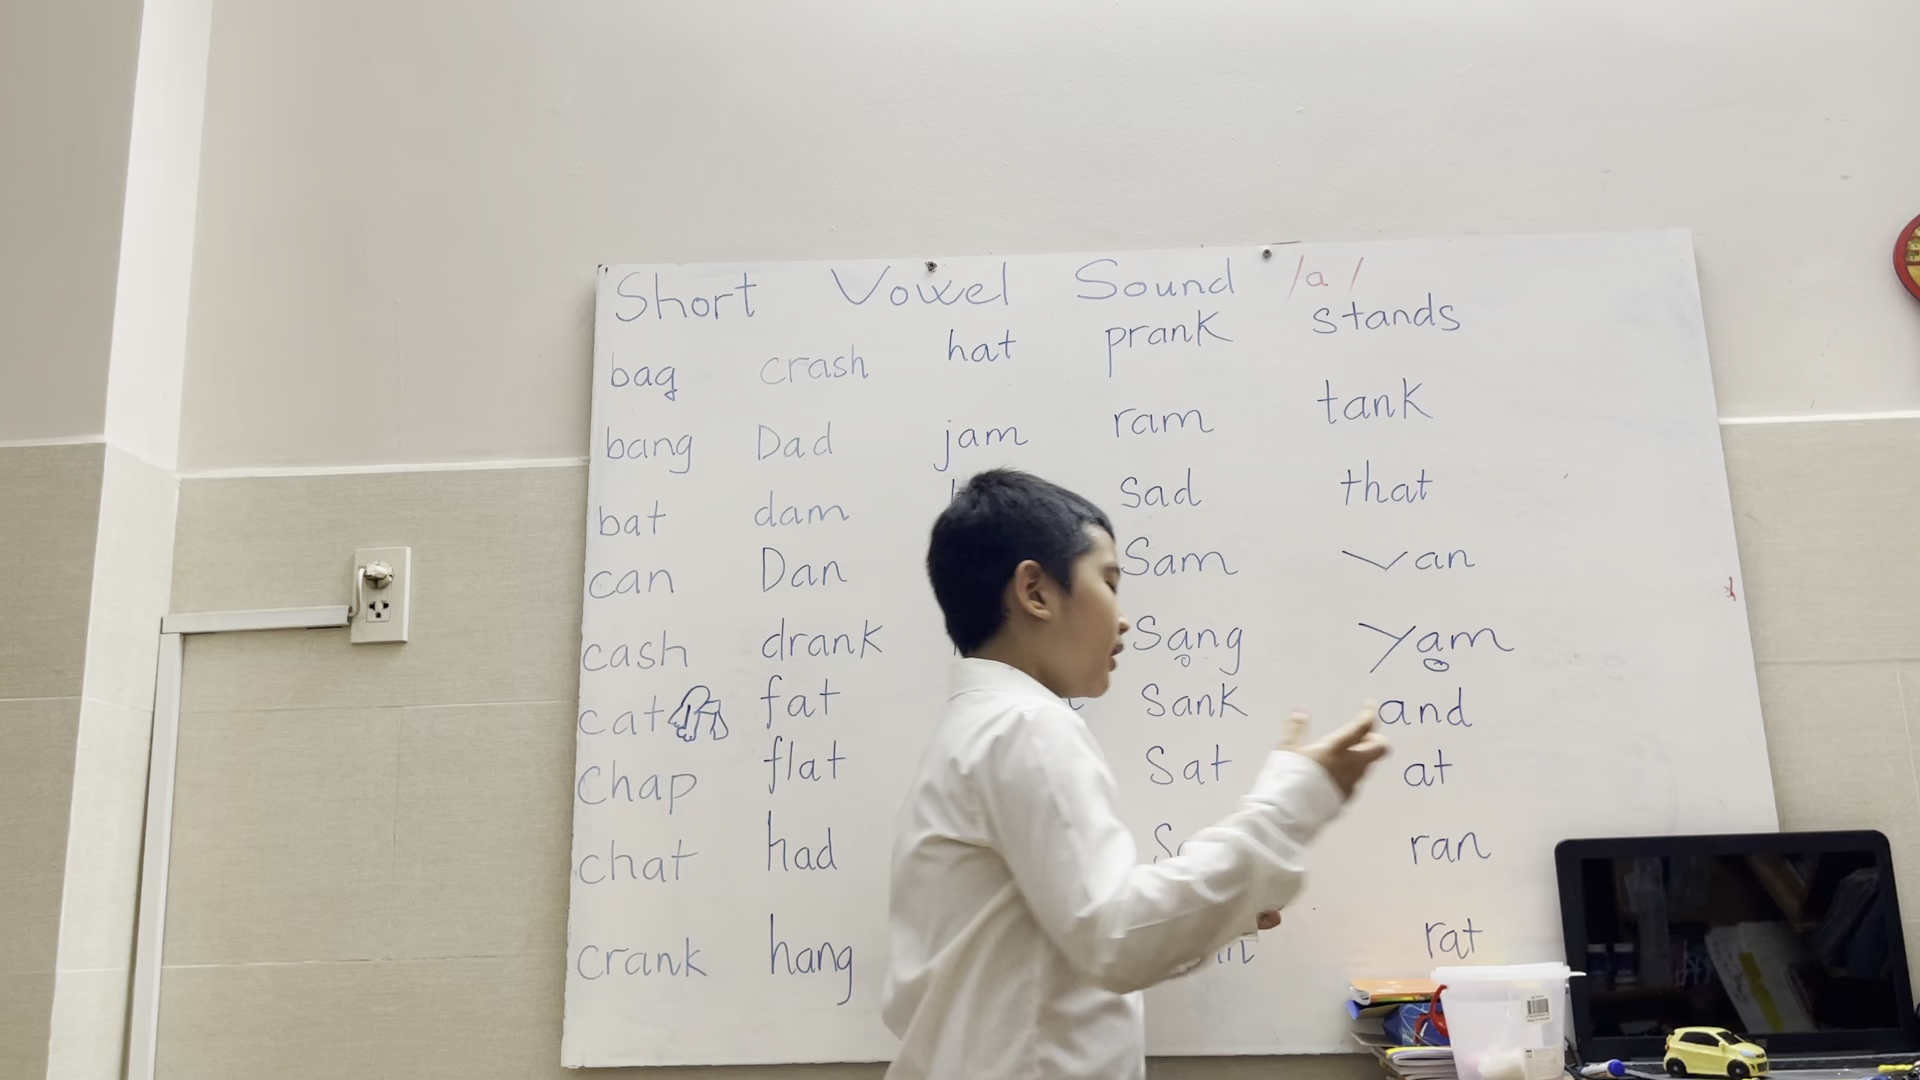 Short Vowel Sound /a/
bag crash hat prank stands
bang Dad jam ram tank
bat dam sad that
can Dan Sam van
cash drank Sang yam
cat fat Sank and
Chap flat Sat at
chat had ran
crank hang rat